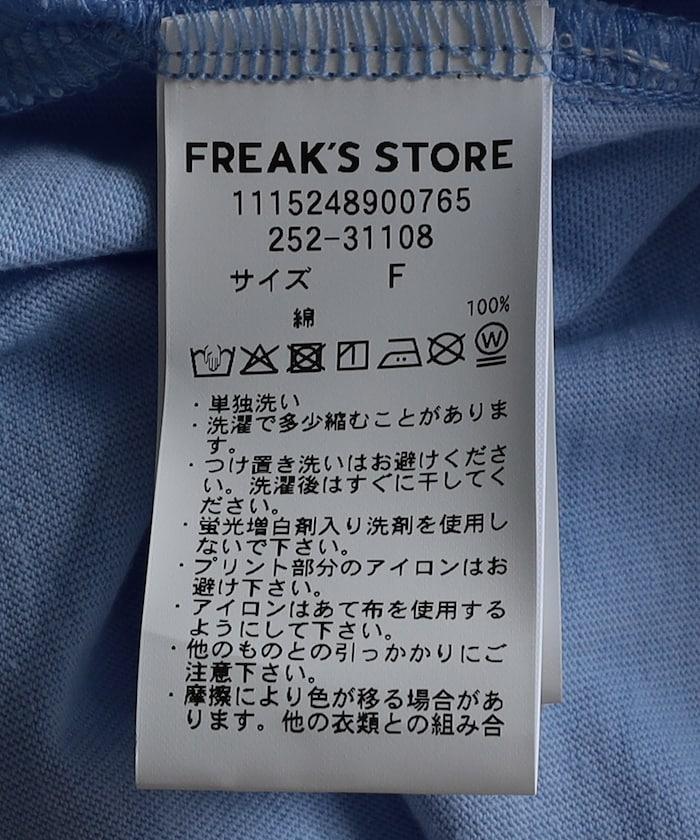 FREAK'S STORE
1115248900765
252-31108
サイズ F
綿
100%
W
・単独洗い
・洗濯で多少縮むことがありま
す。
・つけ置き洗いはお避けくださ
い。洗濯後はすぐに干してく
ださい。
・蛍光増白剤入り洗剤を使用し
ないで下さい。
・プリント部分のアイロンはお
避け下さい。
・アイロンはあて布を使用する
ようにして下さい。
・他のものとの引っかかりにご
注意下さい。
・摩擦により色が移る場合があ
ります。他の衣類との組み合